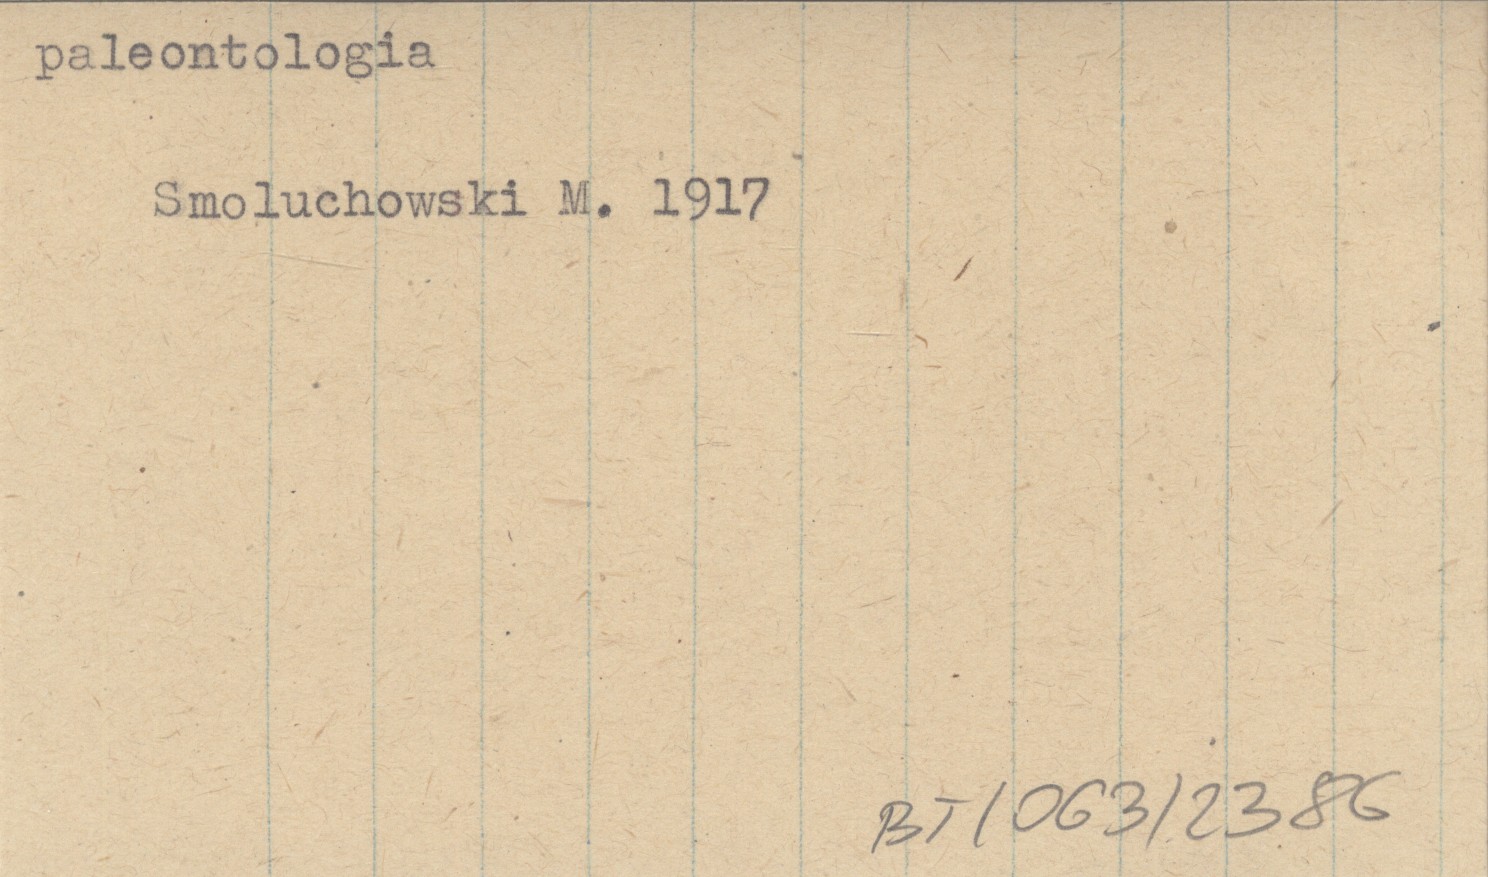 paleontologia
Smoluchowski M. 1917
BT/063/2386